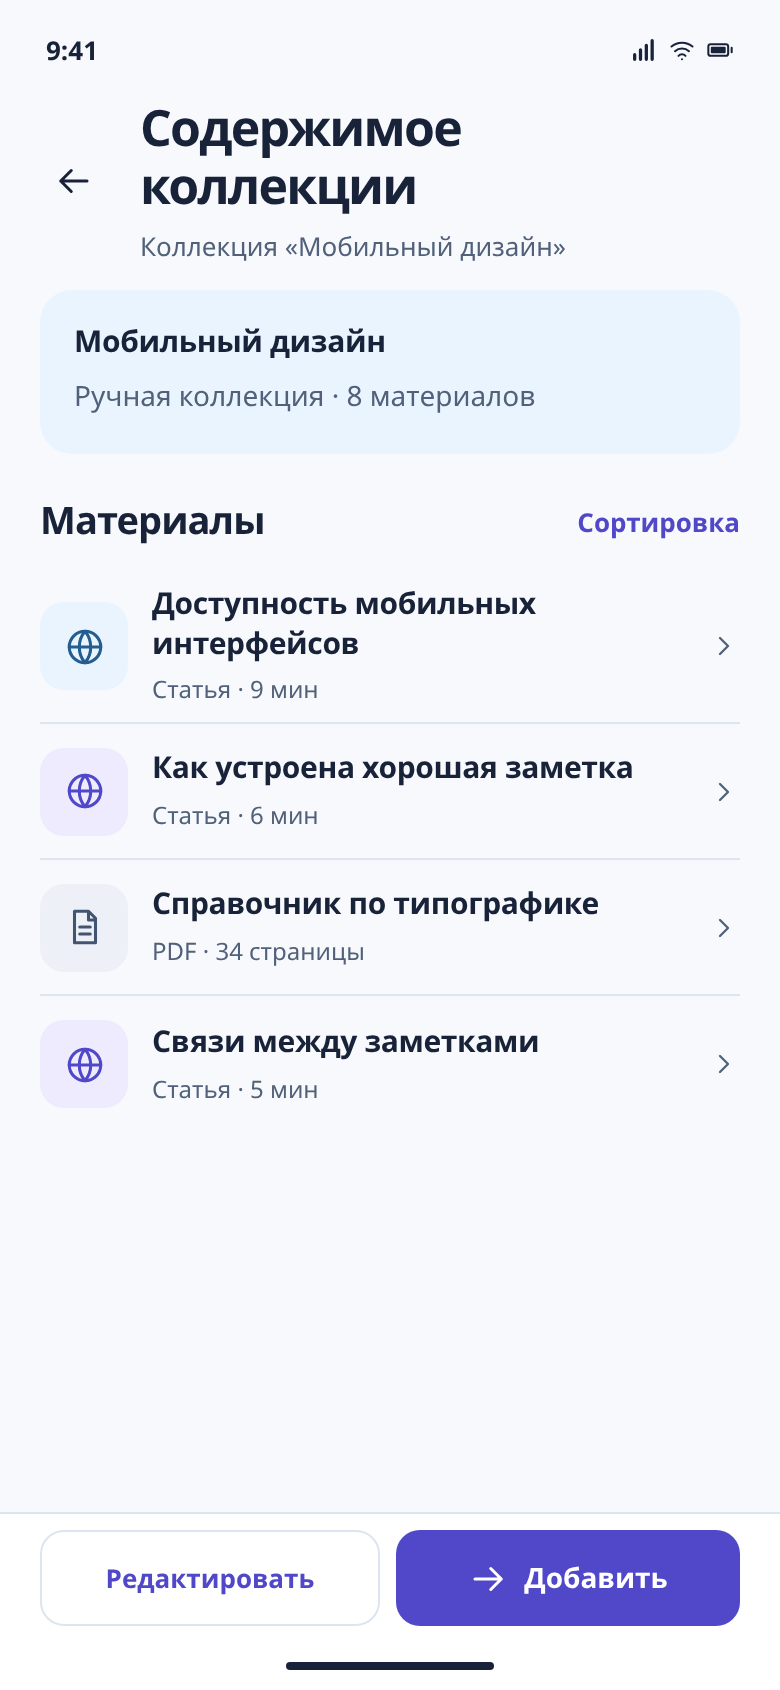 9:41
Содержимое
коллекции
Коллекция «Мобильный дизайн»
Мобильный дизайн
Ручная коллекция · 8 материалов
Материалы
Сортировка
Доступность мобильных
интерфейсов
Статья · 9 мин
Как устроена хорошая заметка
Статья · 6 мин
Справочник по типографике
PDF · 34 страницы
Связи между заметками
Статья · 5 мин
Редактировать
Добавить